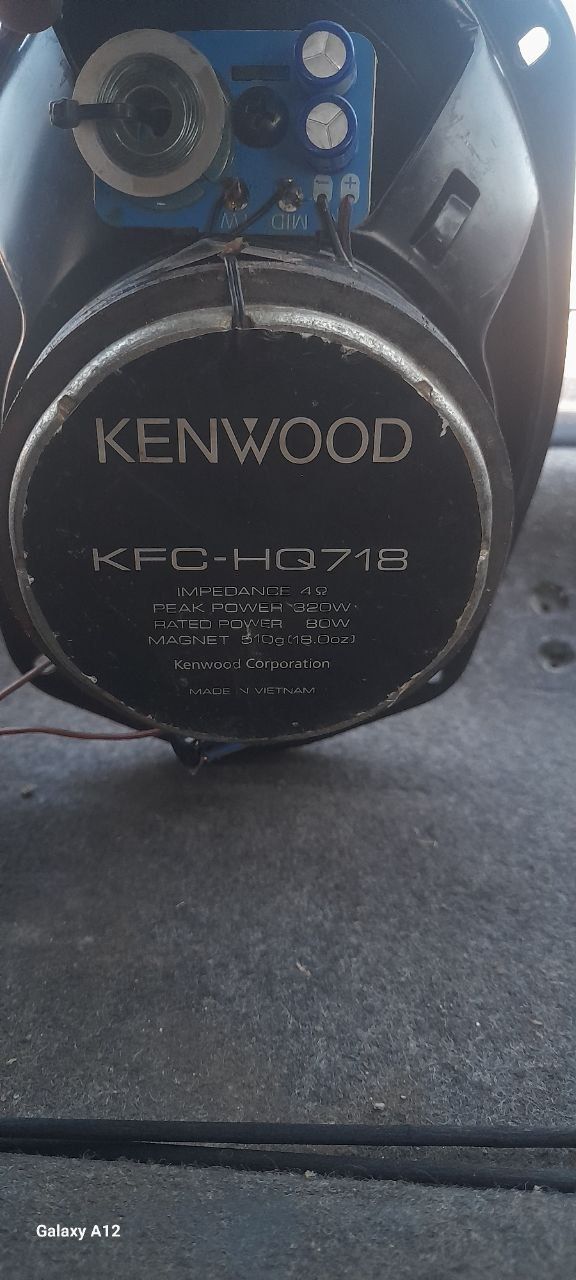 - +
TW MID
KENWOOD
KFC-HQ718
IMPEDANCE 4Ω
PEAK POWER 320W
RATED POWER 80W
MAGNET 510g(18.0oz)
Kenwood Corporation
MADE IN VIETNAM
Galaxy A12